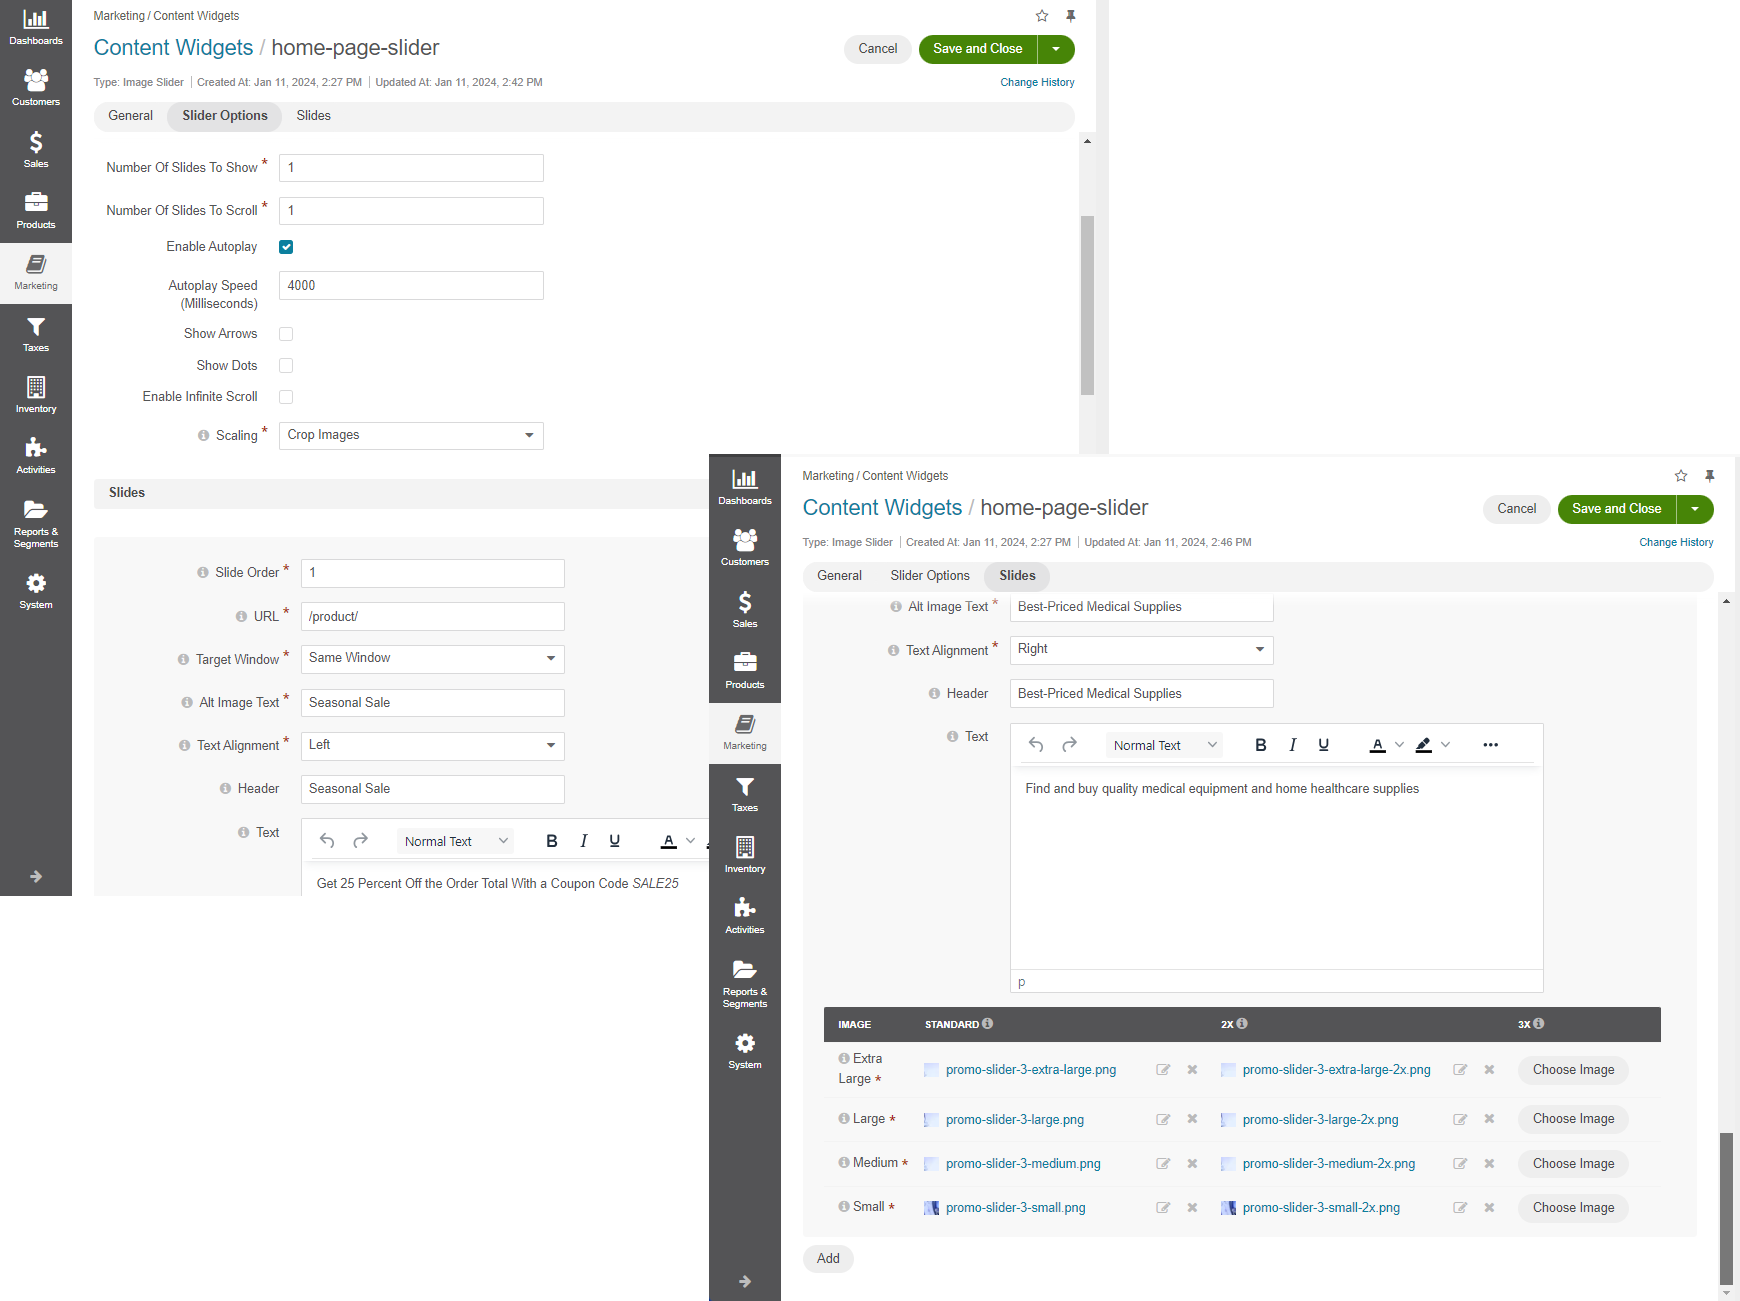 Dashboards
Customers
Sales
Products
Marketing
Taxes
Inventory
Activities
Reports &
Segments
System
Marketing / Content Widgets
Content Widgets / home-page-slider
Cancel
Save and Close
Type: Image Slider | Created At: Jan 11, 2024, 2:27 PM | Updated At: Jan 11, 2024, 2:42 PM
Change History
General
Slider Options
Slides
Number Of Slides To Show *
1
Number Of Slides To Scroll *
1
Enable Autoplay
Autoplay Speed
(Milliseconds)
4000
Show Arrows
Show Dots
Enable Infinite Scroll
Scaling *
Crop Images
Slides
Slide Order *
1
URL *
/product/
Target Window *
Same Window
Alt Image Text *
Seasonal Sale
Text Alignment *
Left
Header
Seasonal Sale
Text
Normal Text
B I U A
Get 25 Percent Off the Order Total With a Coupon Code SALE25
Dashboards
Customers
Sales
Products
Marketing
Taxes
Inventory
Activities
Reports &
Segments
System
Marketing / Content Widgets
Content Widgets / home-page-slider
Cancel
Save and Close
Type: Image Slider | Created At: Jan 11, 2024, 2:27 PM | Updated At: Jan 11, 2024, 2:46 PM
Change History
General
Slider Options
Slides
Alt Image Text *
Best-Priced Medical Supplies
Text Alignment *
Right
Header
Best-Priced Medical Supplies
Text
Normal Text
B I U A
Find and buy quality medical equipment and home healthcare supplies
p
IMAGE STANDARD 2X 3X
Extra
Large *
promo-slider-3-extra-large.png
promo-slider-3-extra-large-2x.png
Choose Image
Large *
promo-slider-3-large.png
promo-slider-3-large-2x.png
Choose Image
Medium *
promo-slider-3-medium.png
promo-slider-3-medium-2x.png
Choose Image
Small *
promo-slider-3-small.png
promo-slider-3-small-2x.png
Choose Image
Add